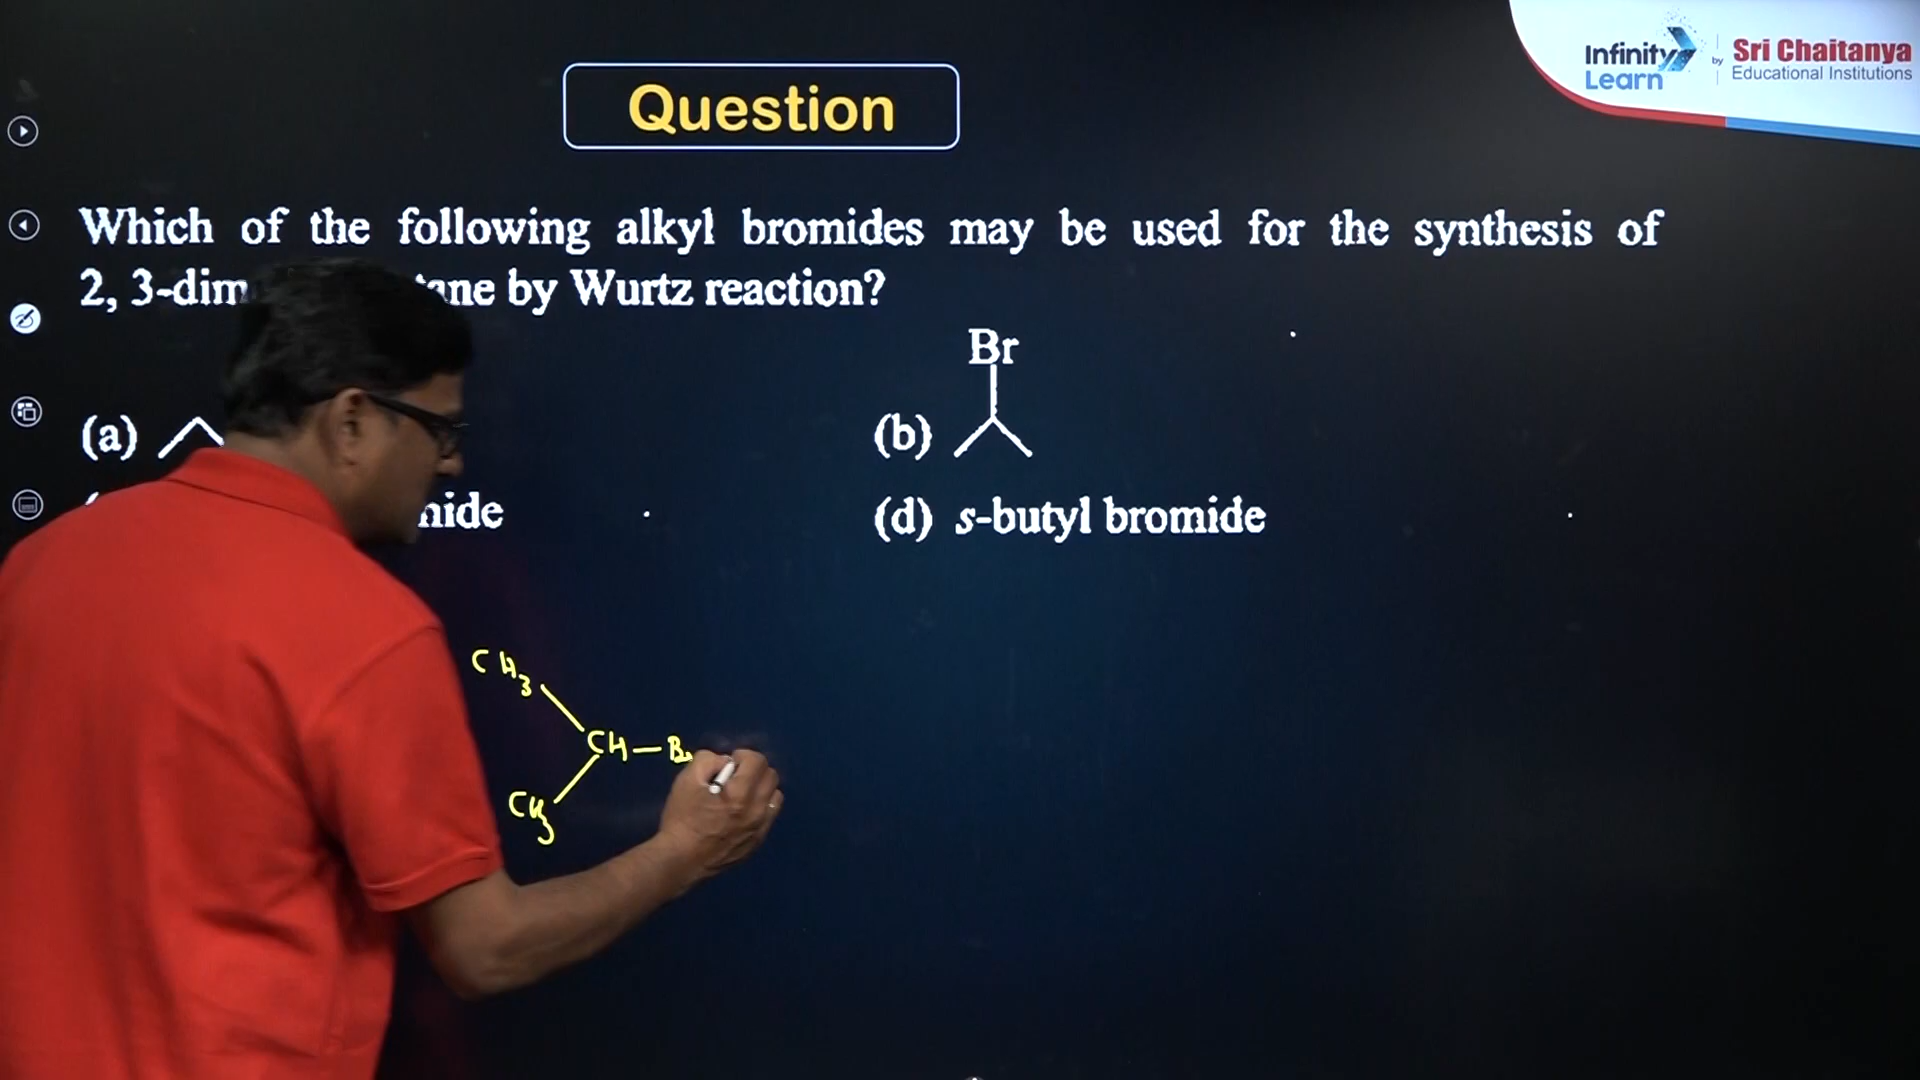 Infinity Learn by Sri Chaitanya Educational Institutions
Question
Which of the following alkyl bromides may be used for the synthesis of
2, 3-dim ane by Wurtz reaction?
Br
(a)
(b)
nide
(d) s-butyl bromide
CH3
CH—Br
CH3